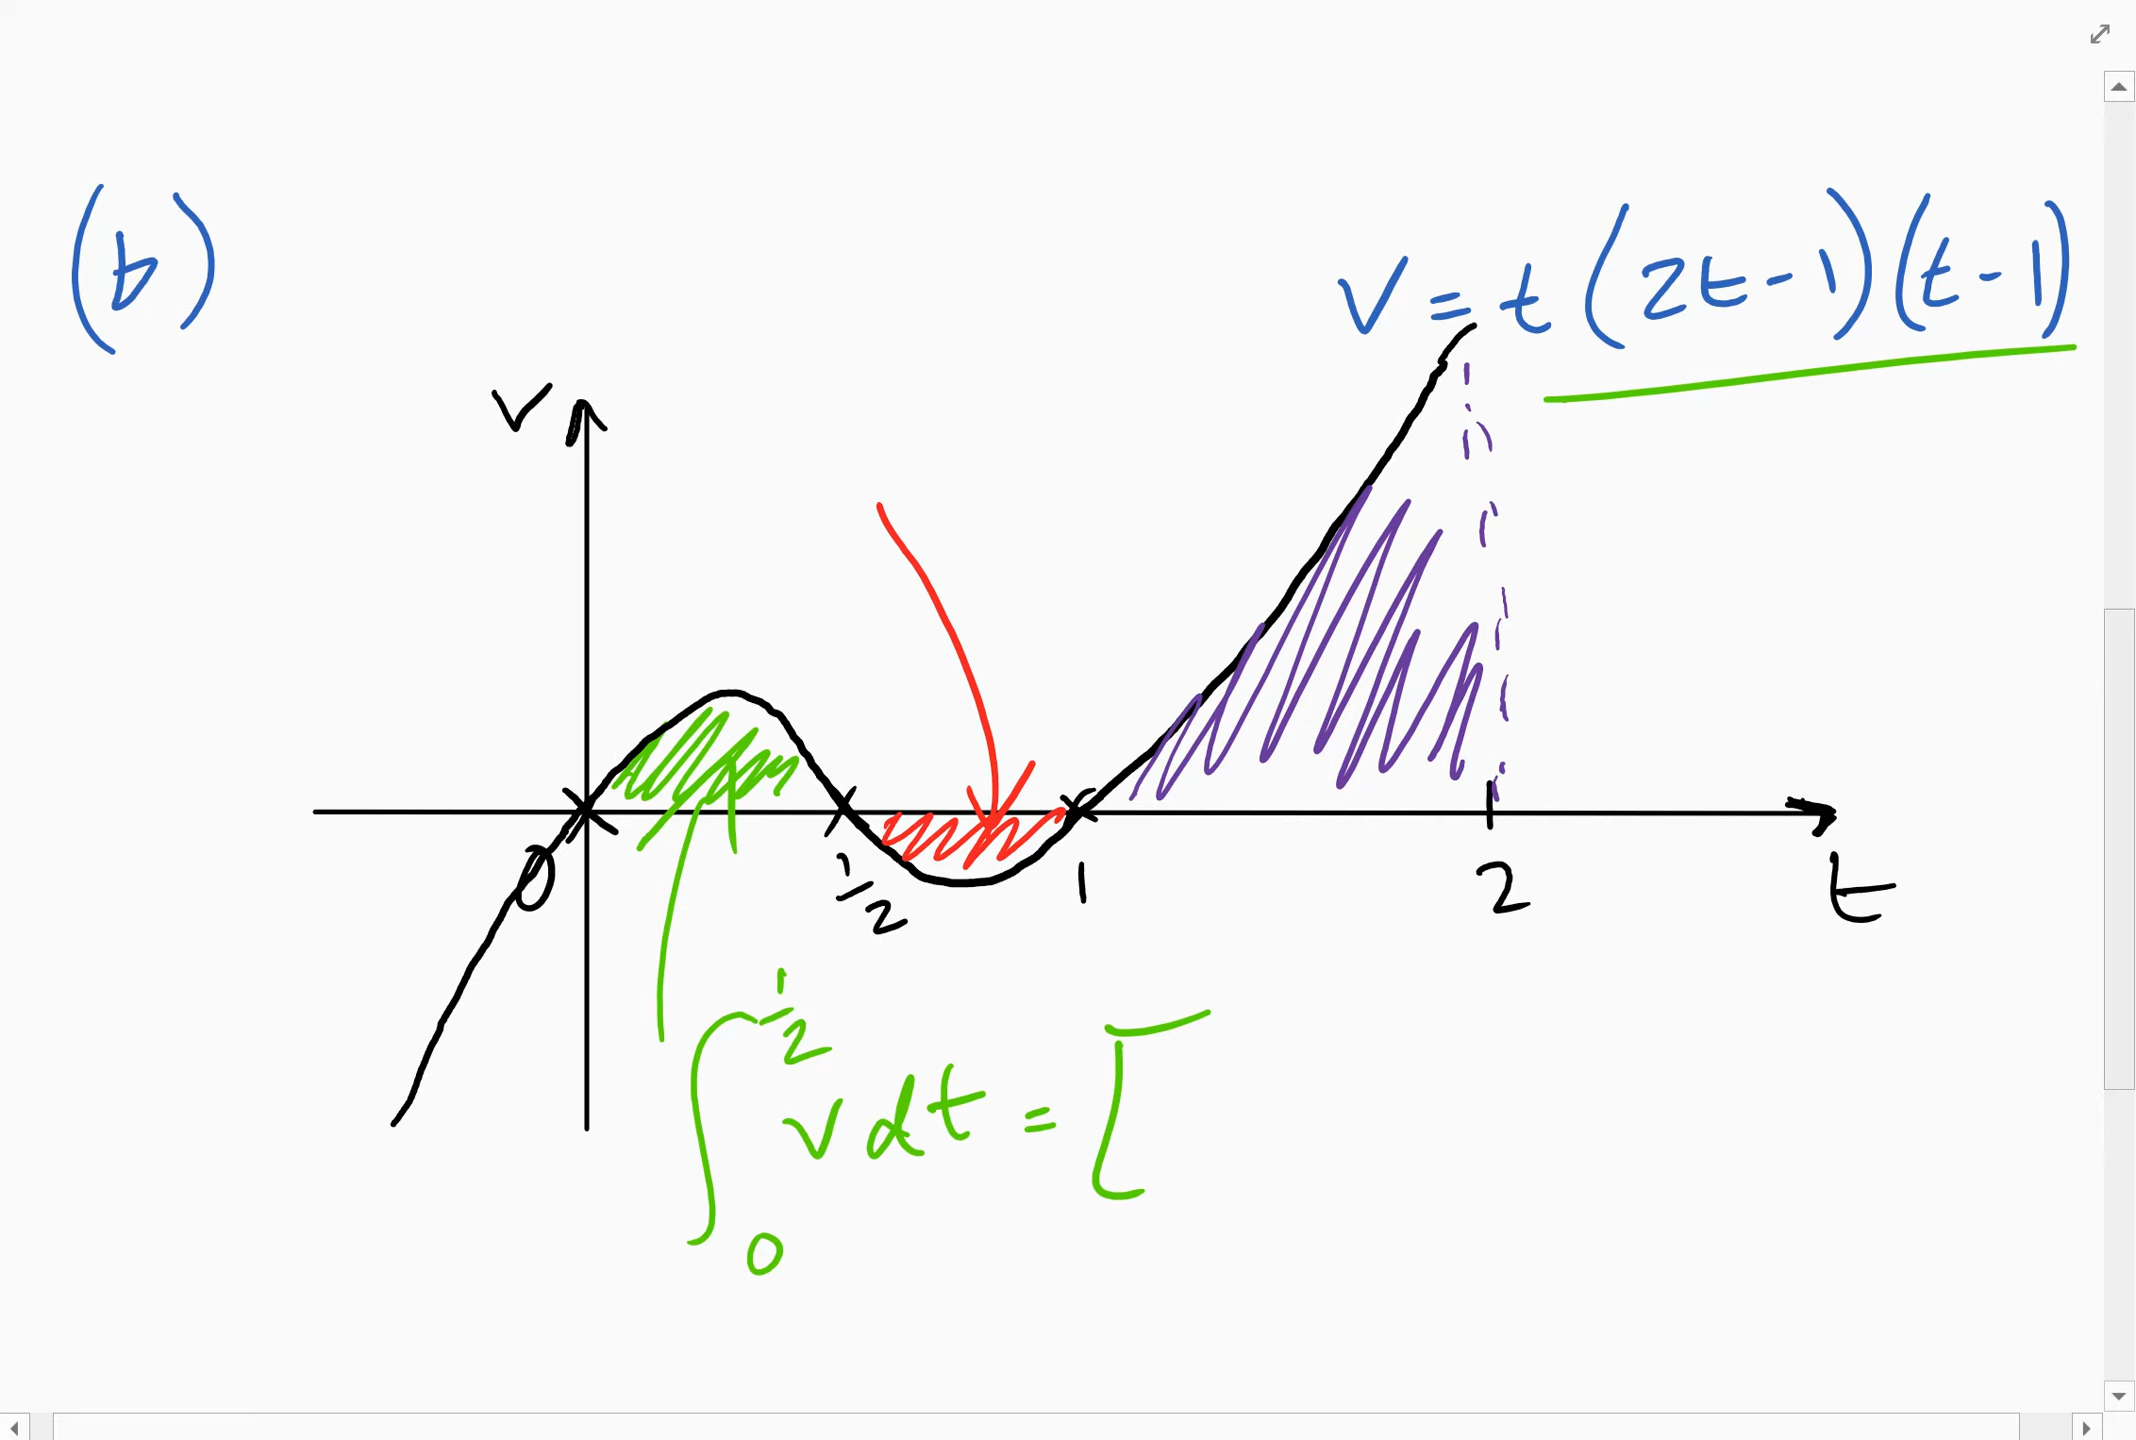 (b)
V = t(2t-1)(t-1)
V
0
1/2
1
2
t
∫₀^½ v dt = [